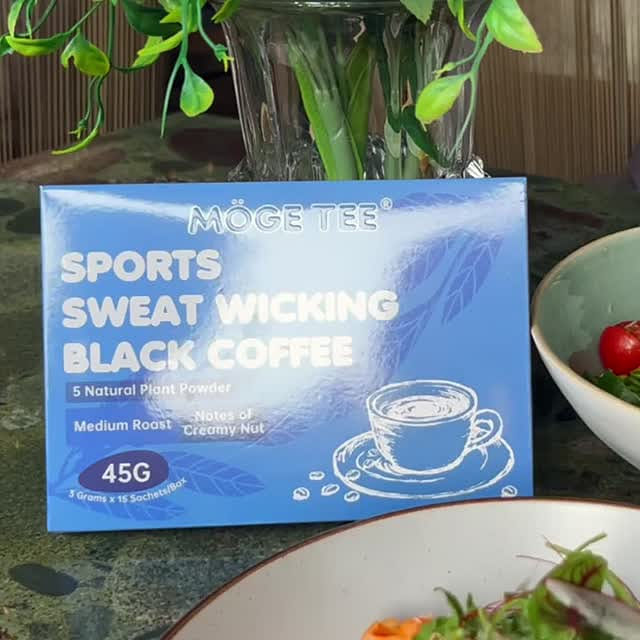 MÖGE TEE®
SPORTS
SWEAT WICKING
BLACK COFFEE
5 Natural Plant Powder
Medium Roast
Notes of
Creamy Nut
45G
3 Grams x 15 Sachets/Box